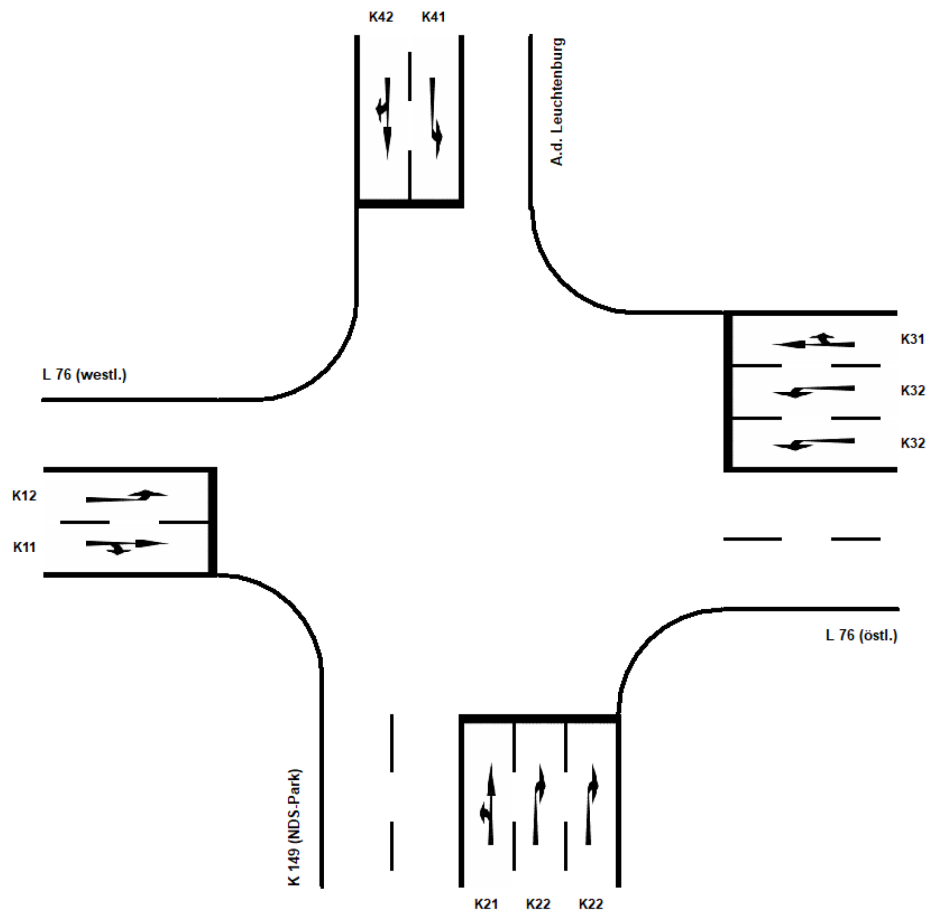 K42 K41
A.d. Leuchtenburg
K31
L 76 (westl.)
K32
K32
K12
K11
L 76 (östl.)
K 149 (NDS-Park)
K21 K22 K22